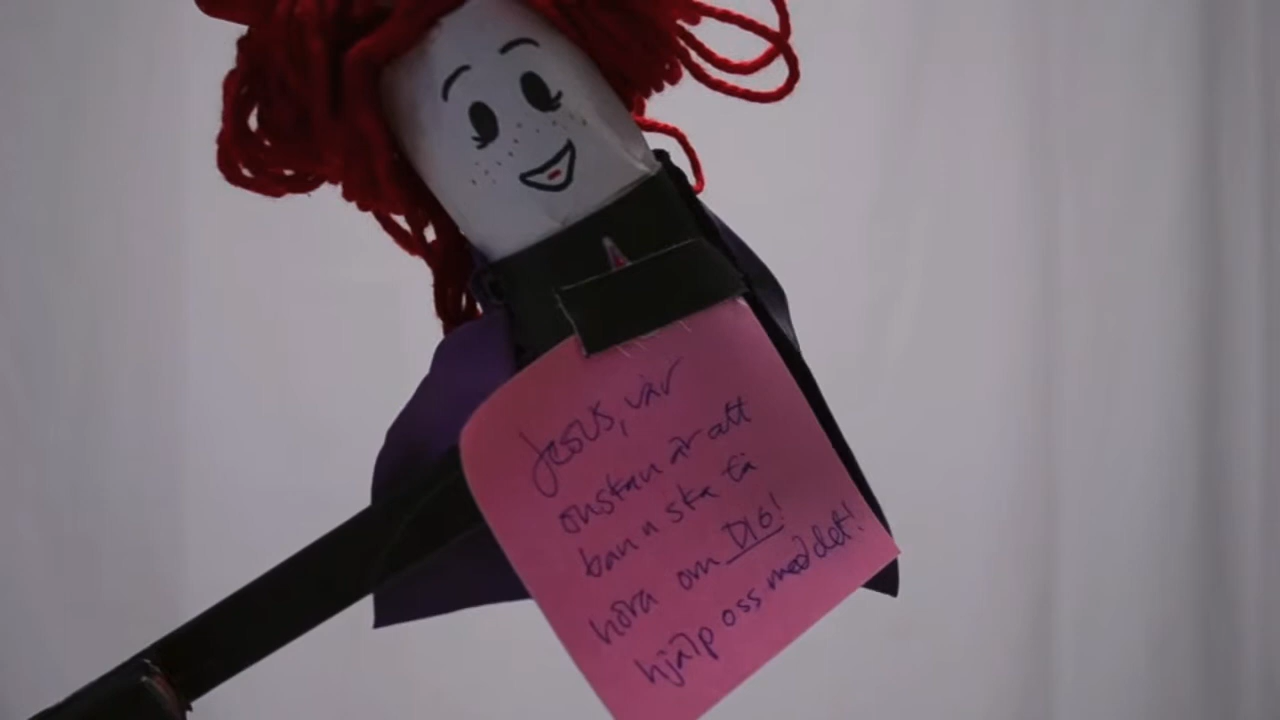 Jesus, vår
önskan är att
barn ska få
höra om DIG!
hjälp oss med det!